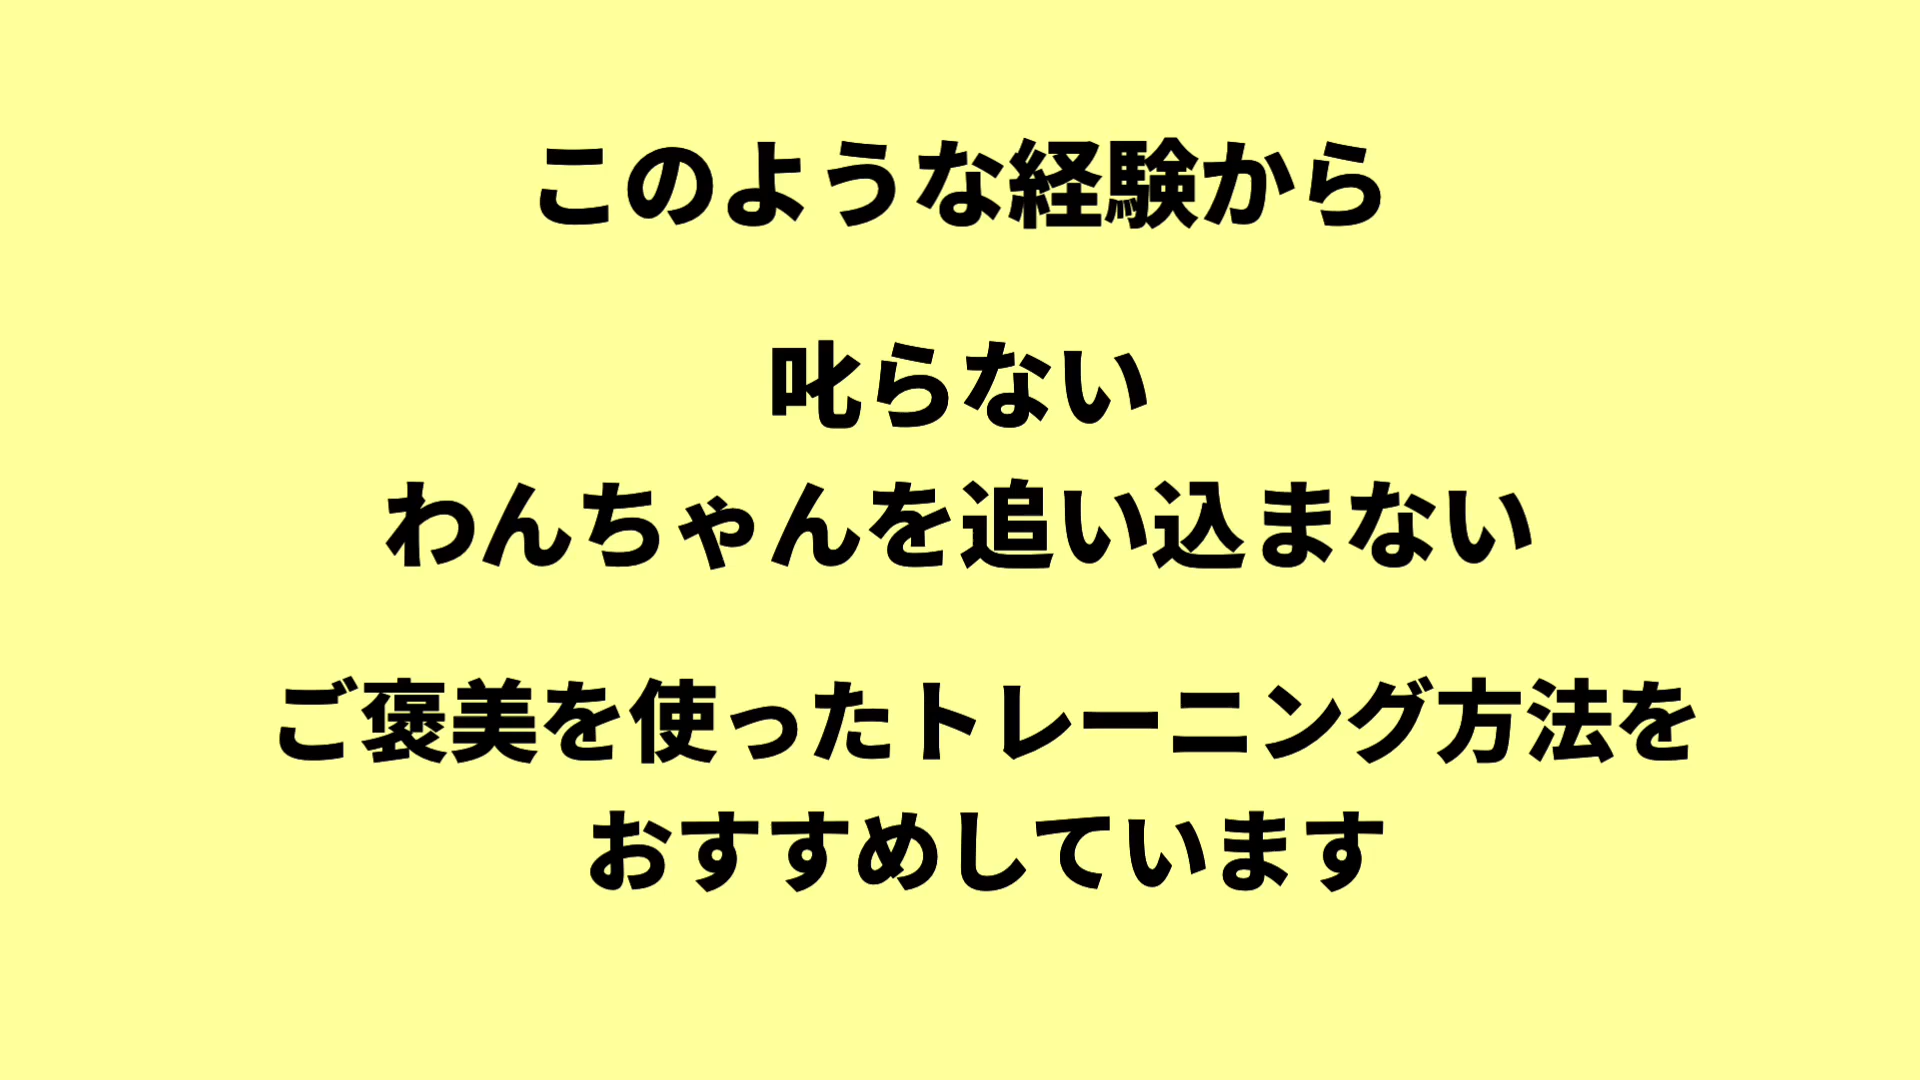 このような経験から
叱らない
わんちゃんを追い込まない
ご褒美を使ったトレーニング方法を
おすすめしています